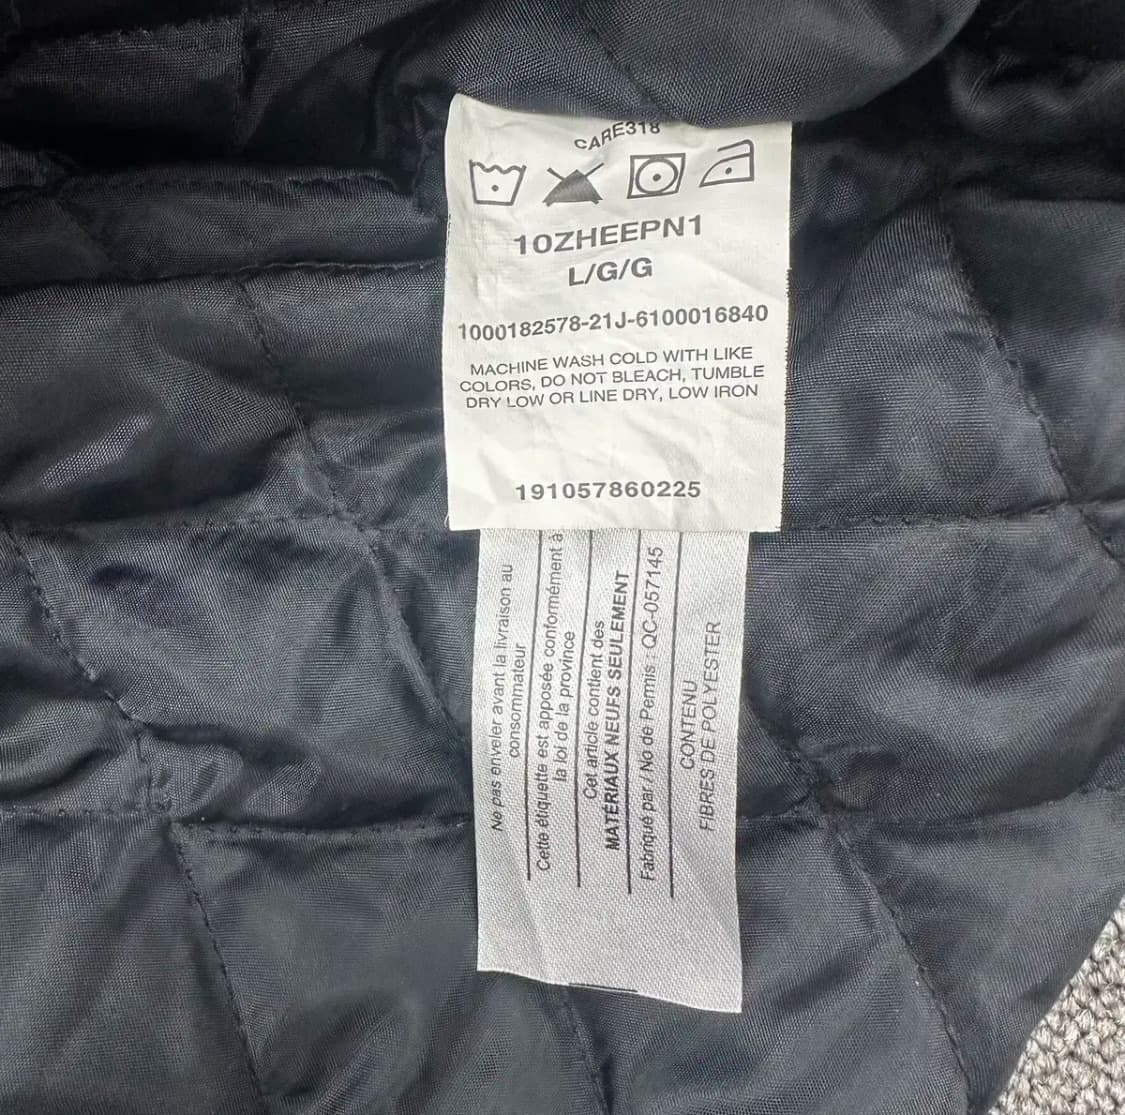 CARE318
10ZHEEPN1
L/G/G
1000182578-21J-6100016840
MACHINE WASH COLD WITH LIKE
COLORS, DO NOT BLEACH, TUMBLE
DRY LOW OR LINE DRY, LOW IRON
191057860225
Ne pas enveler avant la livraison au
consommateur
Cette étiquette est apposée conformément à
la loi de la province
Cet article contient des
MATÉRIAUX NEUFS SEULEMENT
Fabriqué par / No de Permis : QC-057145
CONTENU
FIBRES DE POLYESTER